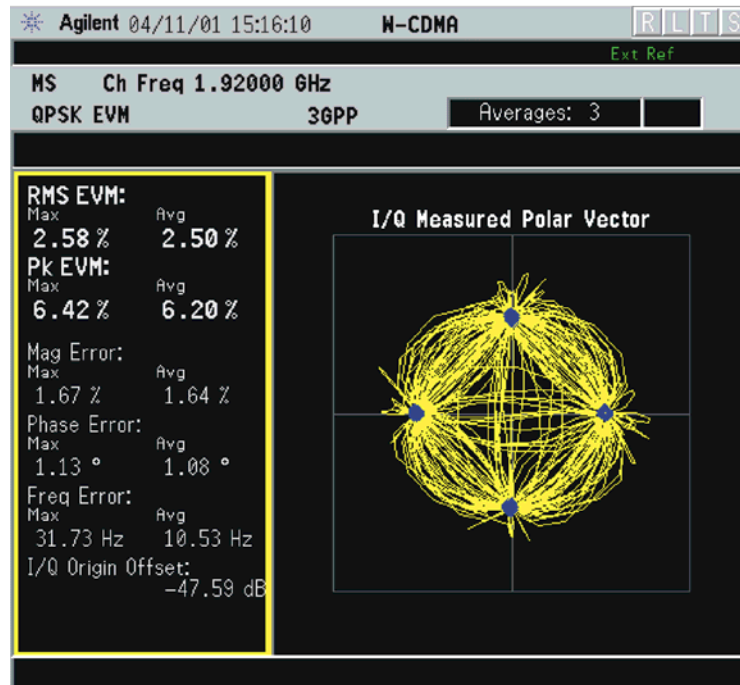 Agilent 04/11/01 15:16:10 W-CDMA R L T S
Ext Ref
MS Ch Freq 1.92000 GHz
QPSK EVM 3GPP Averages: 3
RMS EVM:
Max Avg
2.58 % 2.50 %
Pk EVM:
Max Avg
6.42 % 6.20 %
Mag Error:
Max Avg
1.67 % 1.64 %
Phase Error:
Max Avg
1.13 ° 1.08 °
Freq Error:
Max Avg
31.73 Hz 10.53 Hz
I/Q Origin Offset:
-47.59 dB
I/Q Measured Polar Vector